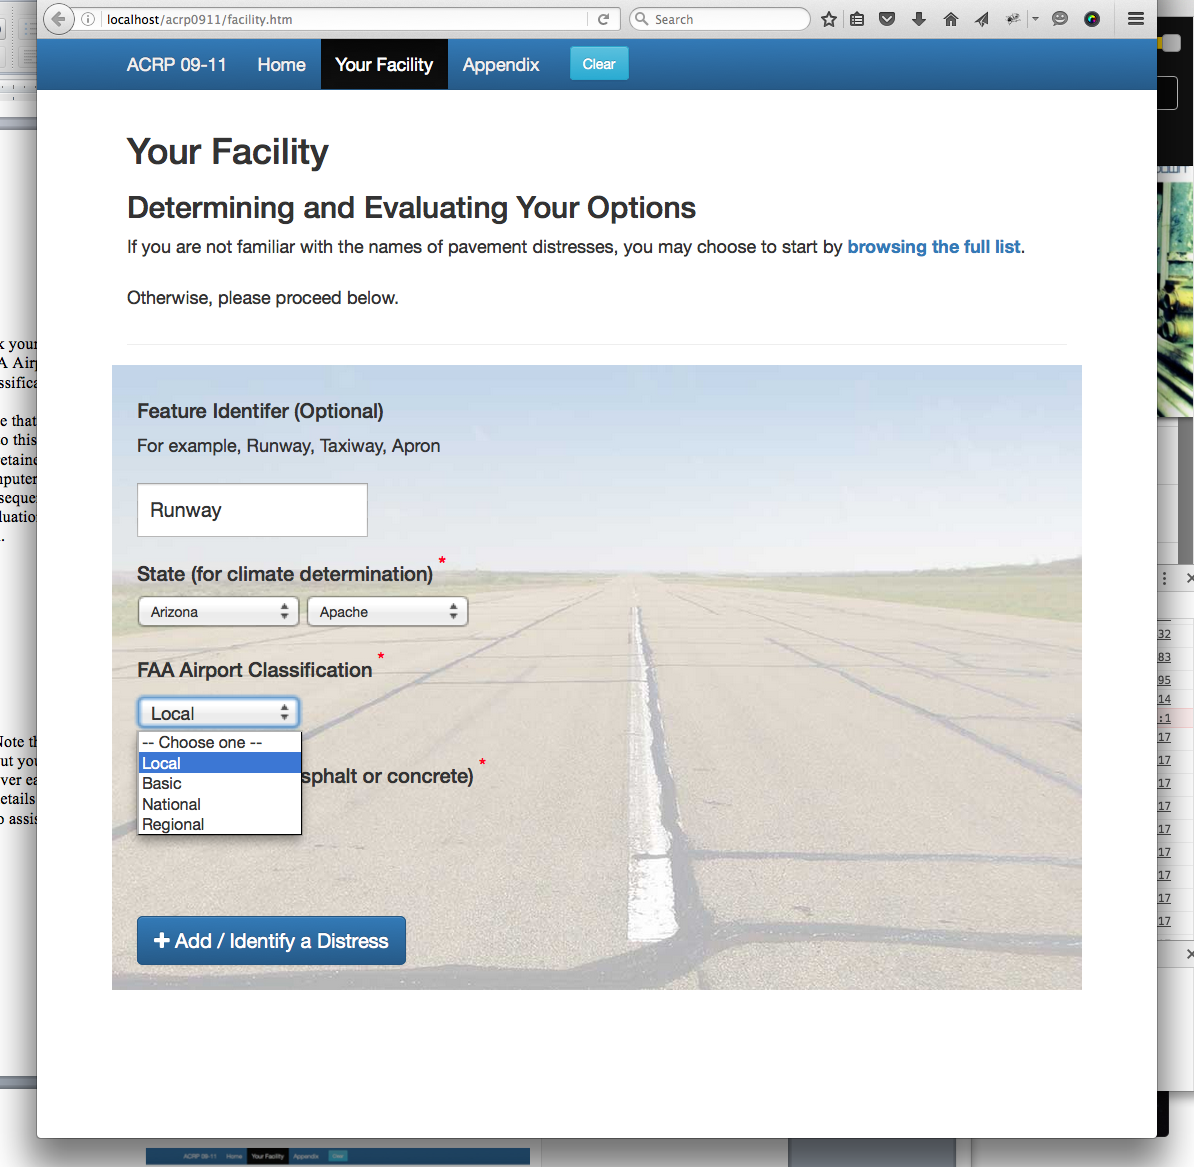 localhost/acrp0911/facility.htm
Search
ACRP 09-11 Home Your Facility Appendix Clear
Your Facility
Determining and Evaluating Your Options
If you are not familiar with the names of pavement distresses, you may choose to start by browsing the full list.
Otherwise, please proceed below.
Feature Identifer (Optional)
For example, Runway, Taxiway, Apron
Runway
State (for climate determination) *
Arizona Apache
FAA Airport Classification *
Local
-- Choose one --
Local
Basic
National
Regional
sphalt or concrete) *
+ Add / Identify a Distress
k your
A Air
ssifica
e that
o this
etaine
nputer
seque
luatio
.
Note th
ut you
ver ea
etails
o assis
32
83
95
14
:1
17
17
17
17
17
17
17
17
17
ACRP 09-11 Home Your Facility Appendix Clear